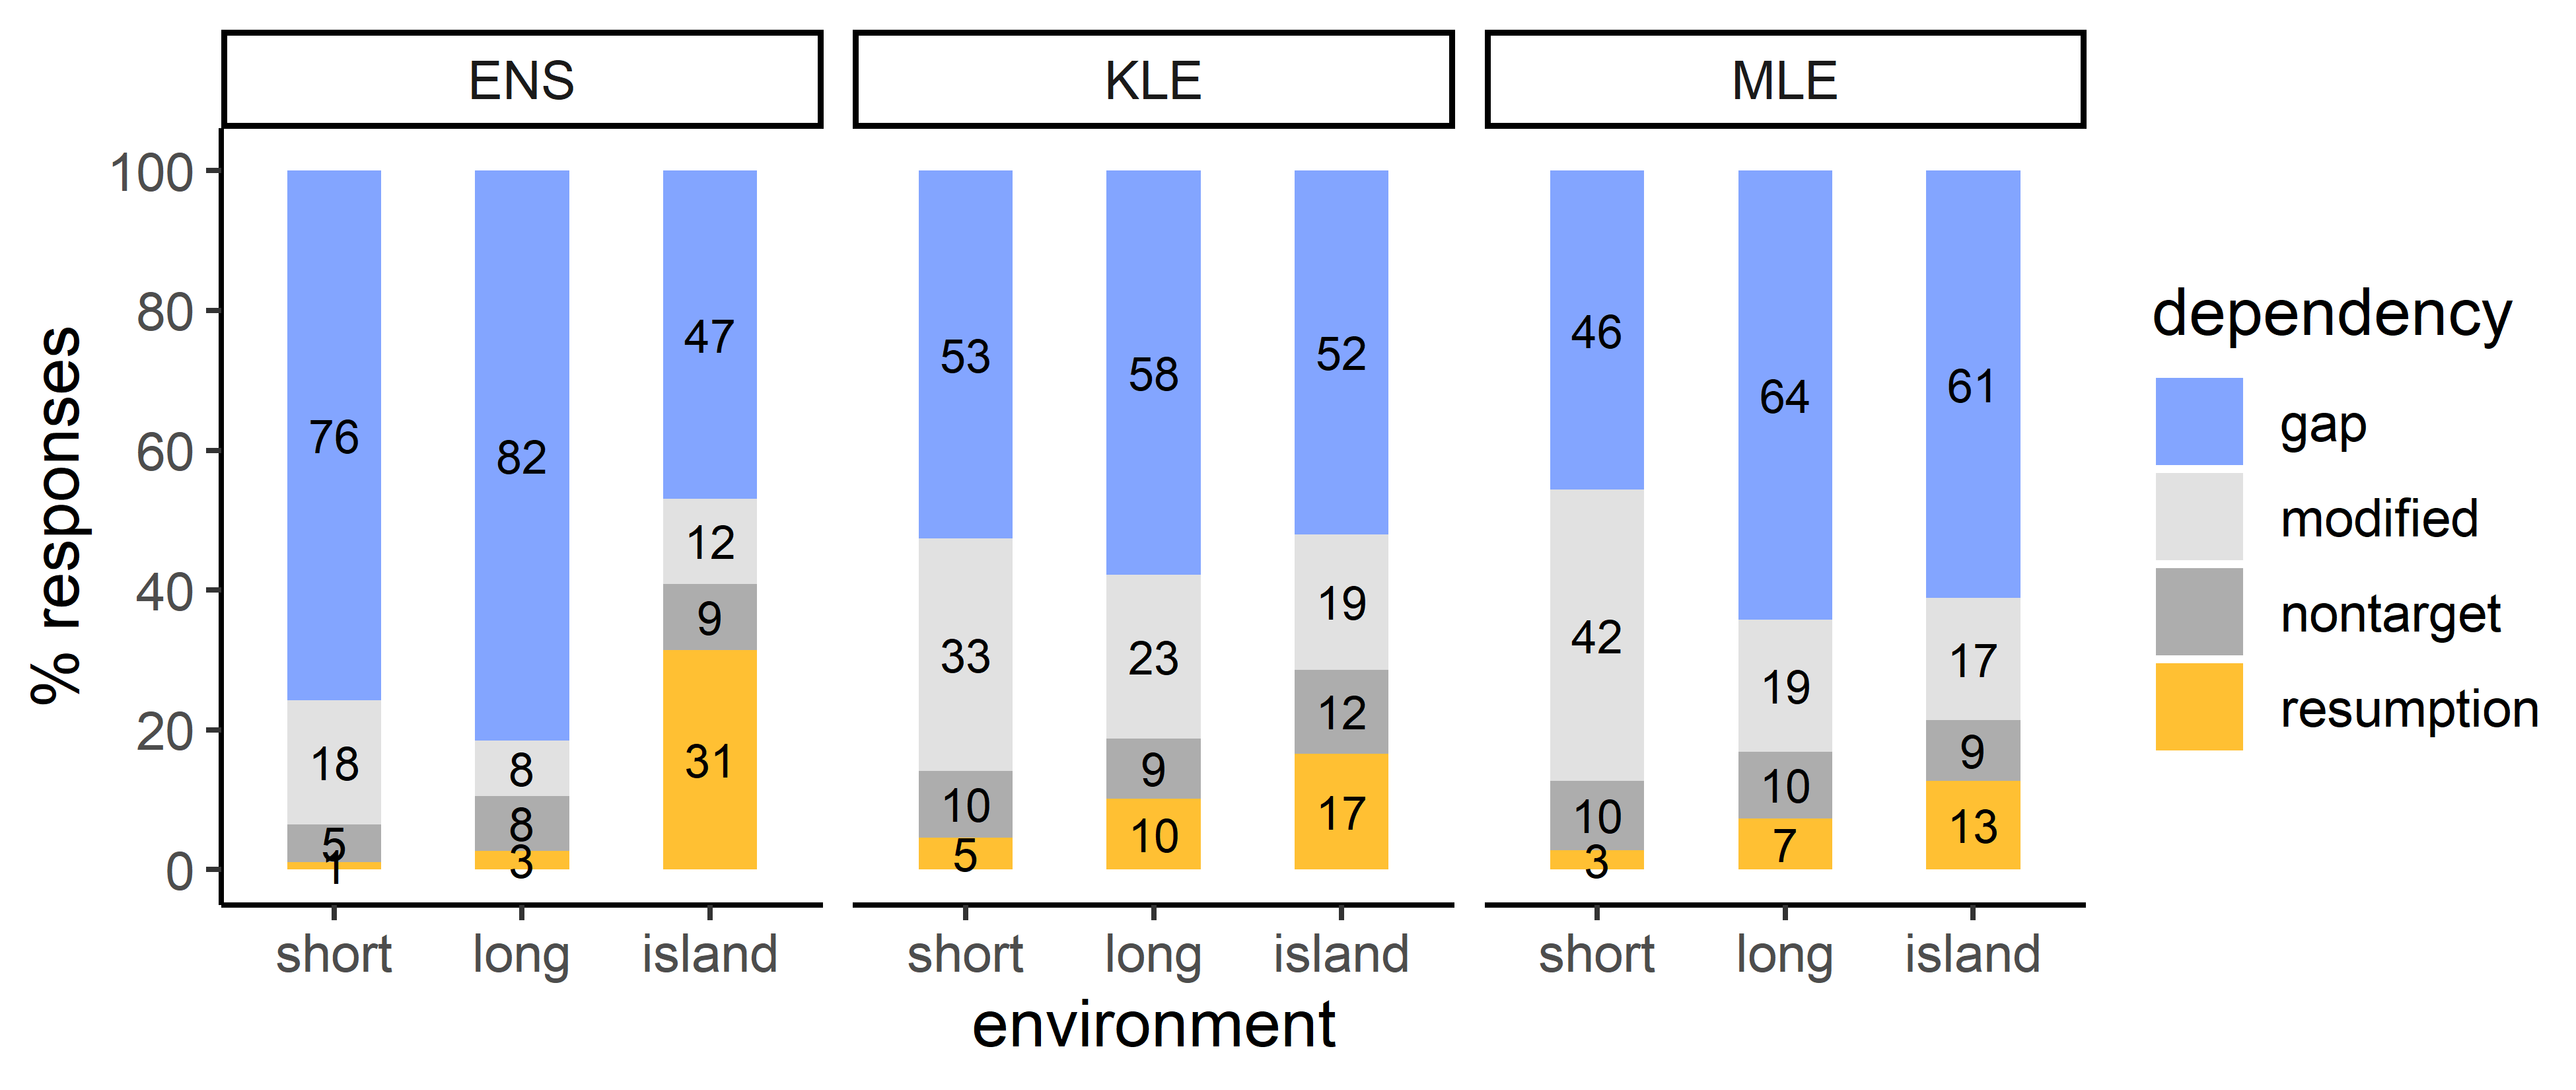 ENS KLE MLE
100
80
60
40
20
0
% responses
76 82 47
18 8 12
5 8 9
1 3 31
53 58 52
33 23 19
10 9 12
5 10 17
46 64 61
42 19 17
10 10 9
3 7 13
short long island short long island short long island
environment
dependency
gap
modified
nontarget
resumption